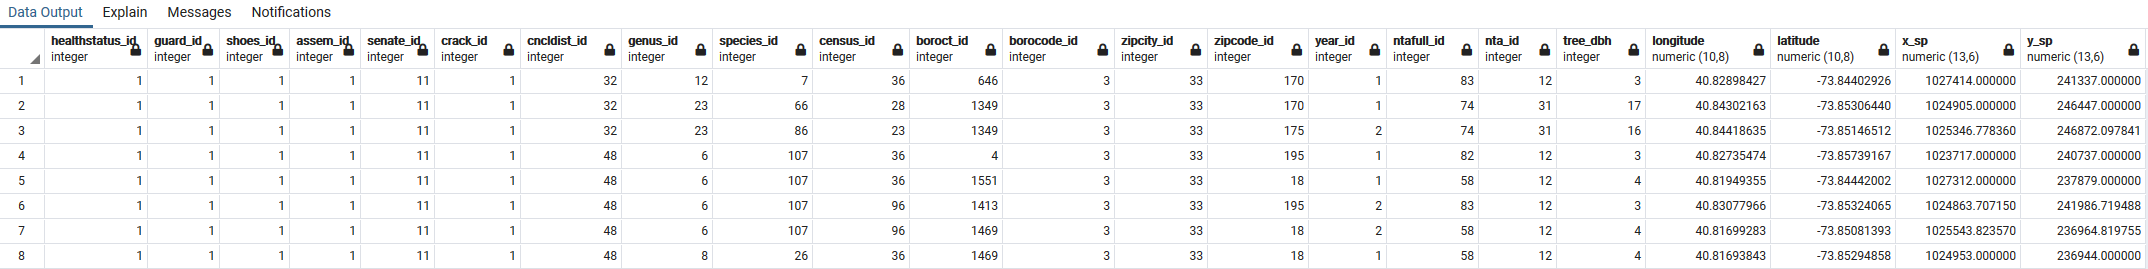 Data Output Explain Messages Notifications
healthstatus_id guard_id shoes_id assem_id senate_id crack_id cncldist_id genus_id species_id census_id boroct_id borocode_id zipcity_id zipcode_id year_id ntafull_id nta_id tree_dbh longitude latitude x_sp y_sp
integer integer integer integer integer integer integer integer integer integer integer integer integer integer integer integer integer integer numeric (10,8) numeric (10,8) numeric (13,6) numeric (13,6)
1 1 1 1 1 11 1 32 12 7 36 646 3 33 170 1 83 12 3 40.82898427 -73.84402926 1027414.000000 241337.000000
2 1 1 1 1 11 1 32 23 66 28 1349 3 33 170 1 74 31 17 40.84302163 -73.85306440 1024905.000000 246447.000000
3 1 1 1 1 11 1 32 23 86 23 1349 3 33 175 2 74 31 16 40.84418635 -73.85146512 1025346.778360 246872.097841
4 1 1 1 1 11 1 48 6 107 36 4 3 33 195 1 82 12 3 40.82735474 -73.85739167 1023717.000000 240737.000000
5 1 1 1 1 11 1 48 6 107 36 1551 3 33 18 1 58 12 4 40.81949355 -73.84442002 1027312.000000 237879.000000
6 1 1 1 1 11 1 48 6 107 96 1413 3 33 195 2 83 12 3 40.83077966 -73.85324065 1024863.707150 241986.719488
7 1 1 1 1 11 1 48 6 107 96 1469 3 33 18 2 58 12 4 40.81699283 -73.85081393 1025543.823570 236964.819755
8 1 1 1 1 11 1 48 8 26 36 1469 3 33 18 1 58 12 4 40.81693843 -73.85294858 1024953.000000 236944.000000